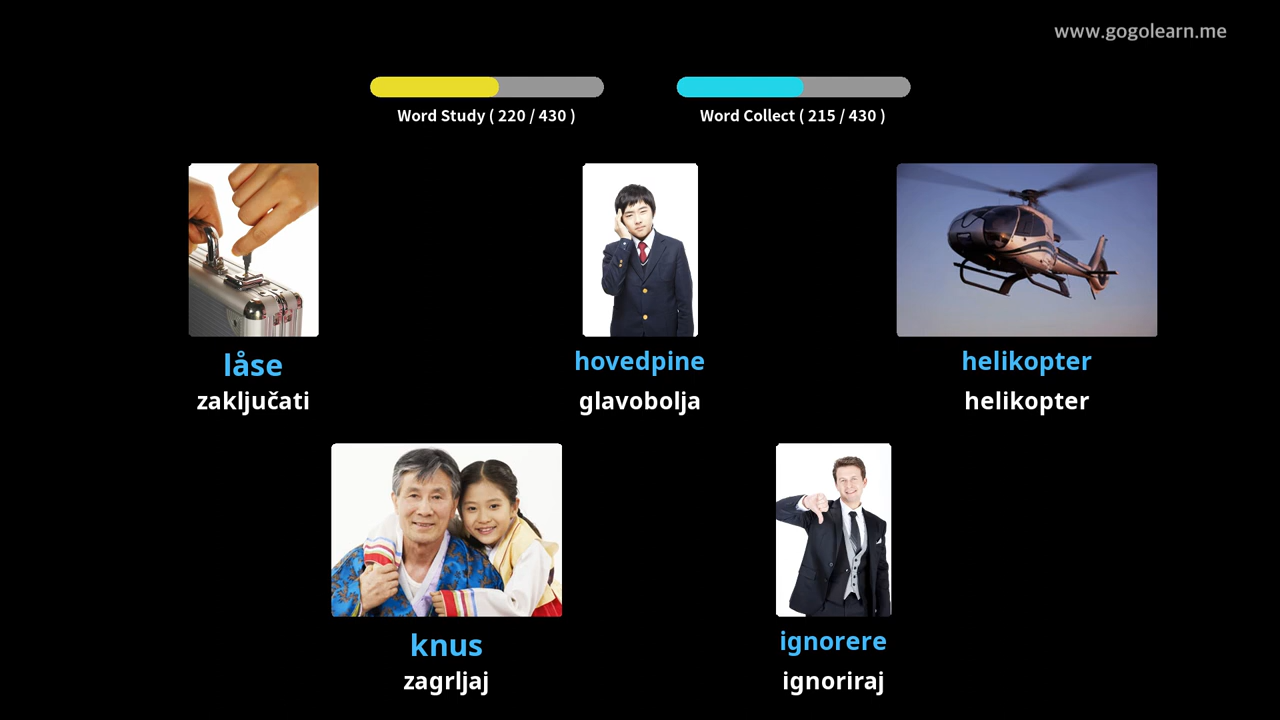 www.gogolearn.me
Word Study ( 220 / 430 )
Word Collect ( 215 / 430 )
låse
zaključati
hovedpine
glavobolja
helikopter
helikopter
knus
zagrljaj
ignorere
ignoriraj